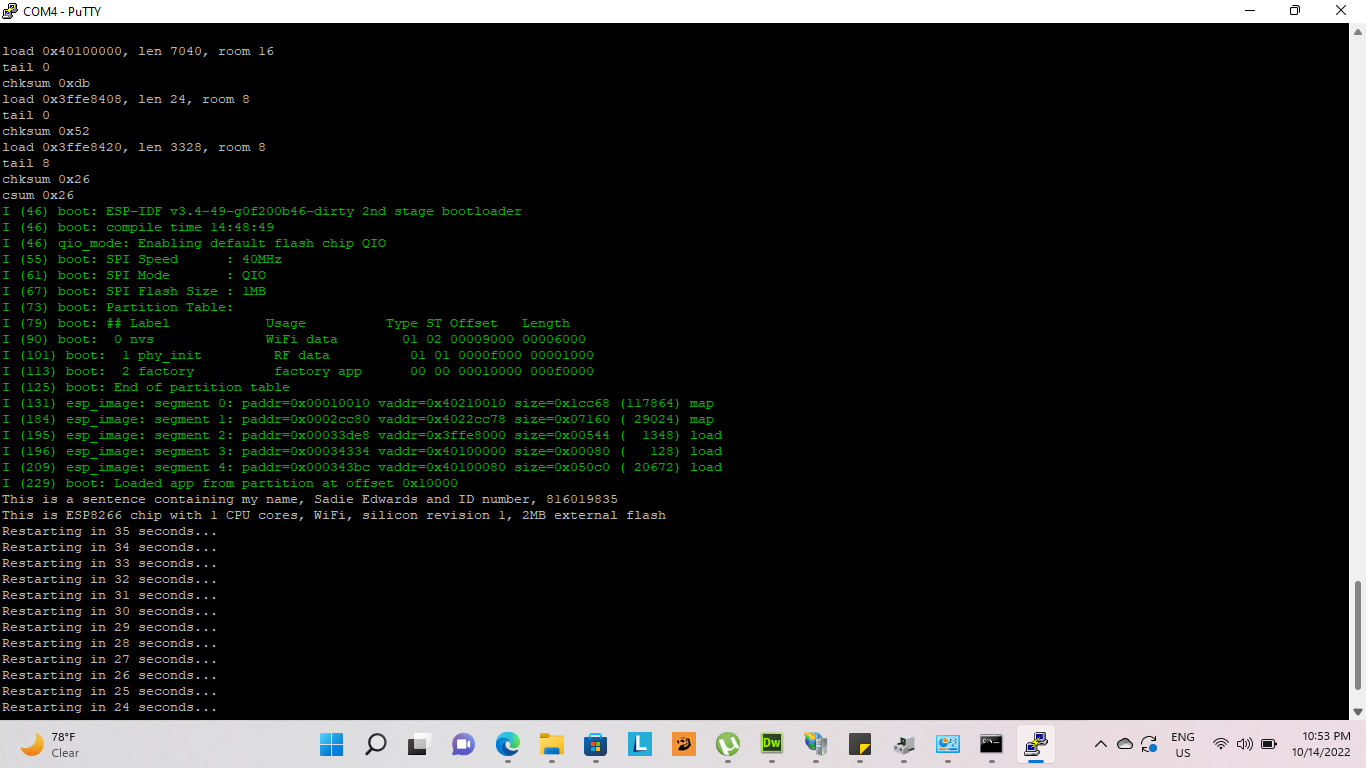 COM4 - PuTTY
load 0x40100000, len 7040, room 16
tail 0
chksum 0xdb
load 0x3ffe8408, len 24, room 8
tail 0
chksum 0x52
load 0x3ffe8420, len 3328, room 8
tail 8
chksum 0x26
csum 0x26
I (46) boot: ESP-IDF v3.4-49-g0f200b46-dirty 2nd stage bootloader
I (46) boot: compile time 14:48:49
I (46) qio_mode: Enabling default flash chip QIO
I (55) boot: SPI Speed      : 40MHz
I (61) boot: SPI Mode       : QIO
I (67) boot: SPI Flash Size : 1MB
I (73) boot: Partition Table:
I (79) boot: ## Label            Usage          Type ST Offset   Length
I (90) boot:  0 nvs              WiFi data        01 02 00009000 00006000
I (101) boot:  1 phy_init         RF data          01 01 0000f000 00001000
I (113) boot:  2 factory          factory app      00 00 00010000 000f0000
I (125) boot: End of partition table
I (131) esp_image: segment 0: paddr=0x00010010 vaddr=0x40210010 size=0x1cc68 (117864) map
I (184) esp_image: segment 1: paddr=0x0002cc80 vaddr=0x4022cc78 size=0x07160 ( 29024) map
I (195) esp_image: segment 2: paddr=0x00033de8 vaddr=0x3ffe8000 size=0x00544 (  1348) load
I (196) esp_image: segment 3: paddr=0x00034334 vaddr=0x40100000 size=0x00080 (   128) load
I (209) esp_image: segment 4: paddr=0x000343bc vaddr=0x40100080 size=0x050c0 ( 20672) load
I (229) boot: Loaded app from partition at offset 0x10000
This is a sentence containing my name, Sadie Edwards and ID number, 816019835
This is ESP8266 chip with 1 CPU cores, WiFi, silicon revision 1, 2MB external flash
Restarting in 35 seconds...
Restarting in 34 seconds...
Restarting in 33 seconds...
Restarting in 32 seconds...
Restarting in 31 seconds...
Restarting in 30 seconds...
Restarting in 29 seconds...
Restarting in 28 seconds...
Restarting in 27 seconds...
Restarting in 26 seconds...
Restarting in 25 seconds...
Restarting in 24 seconds...
78°F
Clear
L
Dw
ENG
US
10:53 PM
10/14/2022